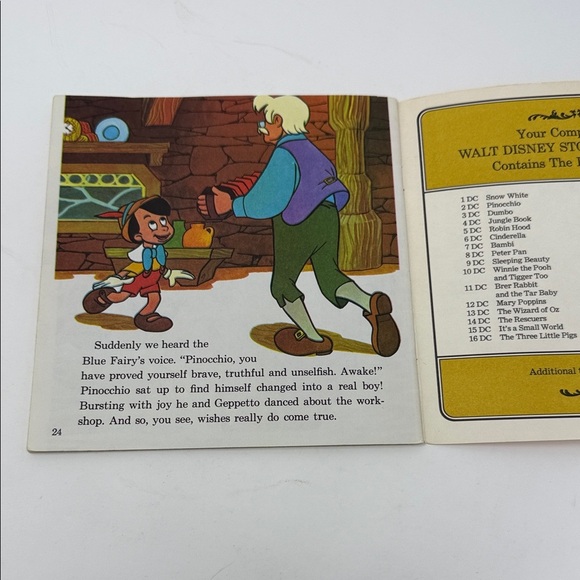 Suddenly we heard the
Blue Fairy's voice. "Pinocchio, you
have proved yourself brave, truthful and unselfish. Awake!"
Pinocchio sat up to find himself changed into a real boy!
Bursting with joy he and Geppetto danced about the work-
shop. And so, you see, wishes really do come true.
24
Your Comp
WALT DISNEY STO
Contains The
1 DC Snow White
2 DC Pinocchio
3 DC Dumbo
4 DC Jungle Book
5 DC Robin Hood
6 DC Cinderella
7 DC Bambi
8 DC Peter Pan
9 DC Sleeping Beauty
10 DC Winnie the Pooh
and Tigger Too
11 DC Brer Rabbit
and the Tar Baby
12 DC Mary Poppins
13 DC The Wizard of Oz
14 DC The Rescuers
15 DC It's a Small World
16 DC The Three Little Pigs
Additional